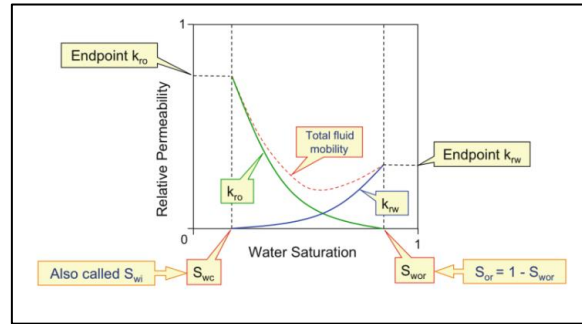 1
Endpoint kro
Relative Permeability
Total fluid
mobility
Endpoint krw
kro
krw
0
Water Saturation
1
Also called Swi
Swc
Swor
Sor = 1 - Swor